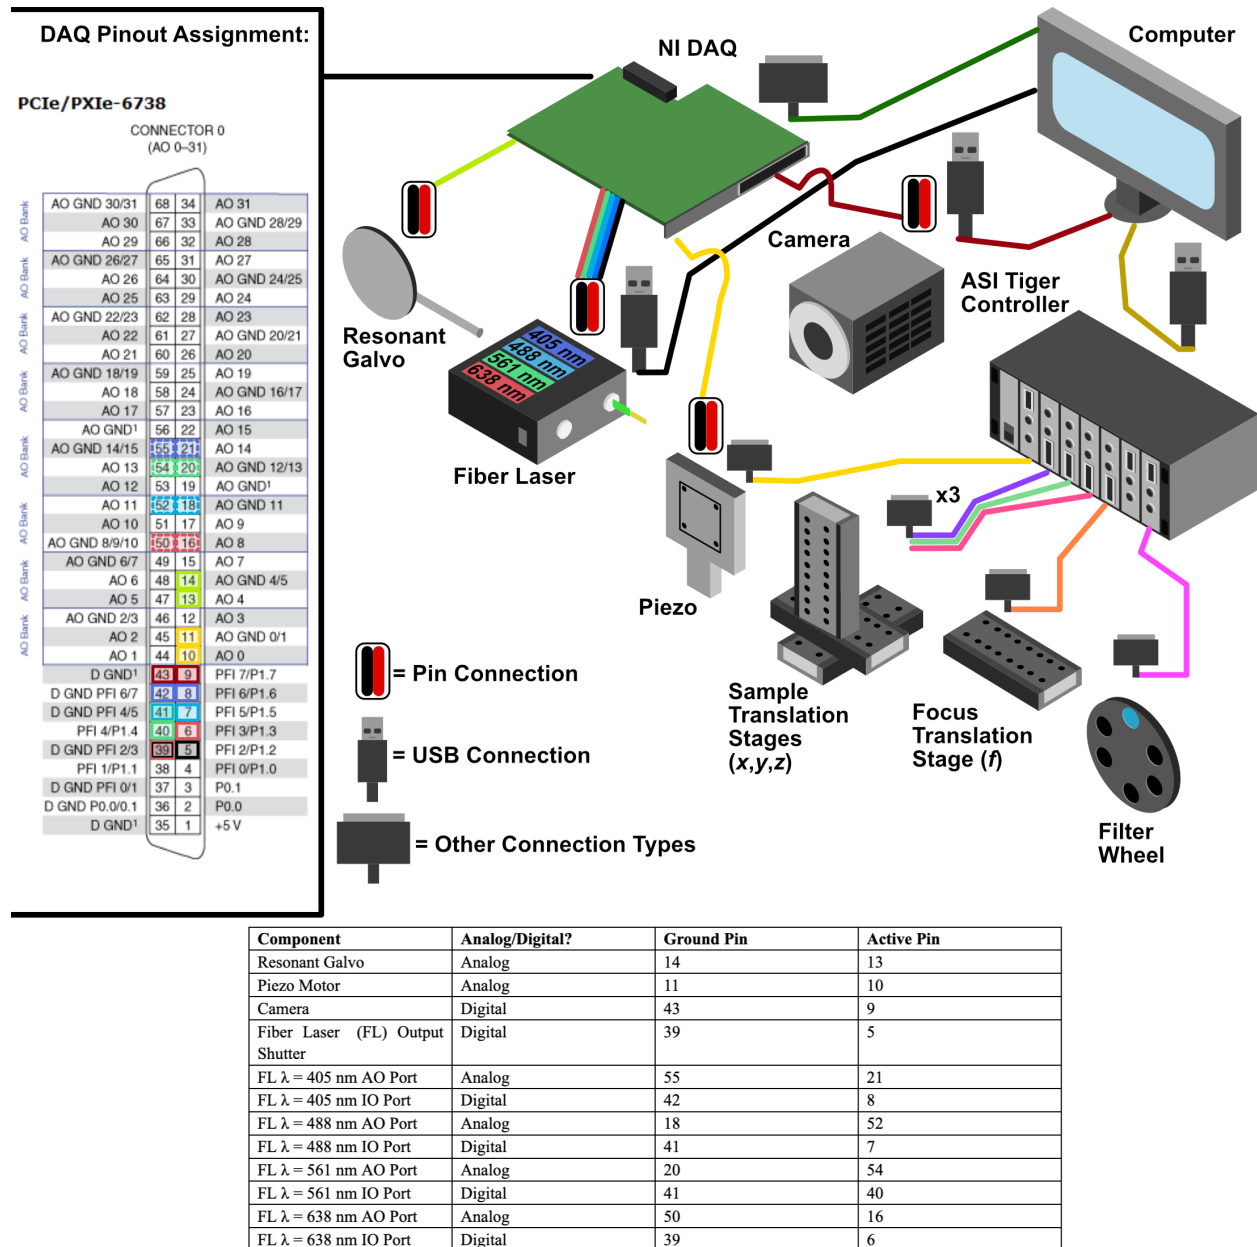 DAQ Pinout Assignment:
PCIe/PXIe-6738
CONNECTOR 0
(AO 0–31)
AO GND 30/31 68 34 AO 31
AO 30 67 33 AO GND 28/29
AO 29 66 32 AO 28
AO GND 26/27 65 31 AO 27
AO 26 64 30 AO GND 24/25
AO 25 63 29 AO 24
AO GND 22/23 62 28 AO 23
AO 22 61 27 AO GND 20/21
AO 21 60 26 AO 20
AO GND 18/19 59 25 AO 19
AO 18 58 24 AO GND 16/17
AO 17 57 23 AO 16
AO GND¹ 56 22 AO 15
AO GND 14/15 55 21 AO 14
AO 13 54 20 AO GND 12/13
AO 12 53 19 AO GND¹
AO 11 52 18 AO GND 11
AO 10 51 17 AO 9
AO GND 8/9/10 50 16 AO 8
AO GND 6/7 49 15 AO 7
AO 6 48 14 AO GND 4/5
AO 5 47 13 AO 4
AO GND 2/3 46 12 AO 3
AO 2 45 11 AO GND 0/1
AO 1 44 10 AO 0
D GND¹ 43 9 PFI 7/P1.7
D GND PFI 6/7 42 8 PFI 6/P1.6
D GND PFI 4/5 41 7 PFI 5/P1.5
PFI 4/P1.4 40 6 PFI 3/P1.3
D GND PFI 2/3 39 5 PFI 2/P1.2
PFI 1/P1.1 38 4 PFI 0/P1.0
D GND PFI 0/1 37 3 P0.1
D GND P0.0/0.1 36 2 P0.0
D GND¹ 35 1 +5 V
AO Bank
AO Bank
AO Bank
AO Bank
AO Bank
AO Bank
AO Bank
AO Bank
NI DAQ
Computer
Camera
ASI Tiger
Controller
Resonant
Galvo
405 nm
488 nm
561 nm
638 nm
Fiber Laser
x3
Piezo
Sample
Translation
Stages
(x,y,z)
Focus
Translation
Stage (f)
Filter
Wheel
= Pin Connection
= USB Connection
= Other Connection Types
Component Analog/Digital? Ground Pin Active Pin
Resonant Galvo Analog 14 13
Piezo Motor Analog 11 10
Camera Digital 43 9
Fiber Laser (FL) Output Digital 39 5
Shutter
FL λ = 405 nm AO Port Analog 55 21
FL λ = 405 nm IO Port Digital 42 8
FL λ = 488 nm AO Port Analog 18 52
FL λ = 488 nm IO Port Digital 41 7
FL λ = 561 nm AO Port Analog 20 54
FL λ = 561 nm IO Port Digital 41 40
FL λ = 638 nm AO Port Analog 50 16
FL λ = 638 nm IO Port Digital 39 6